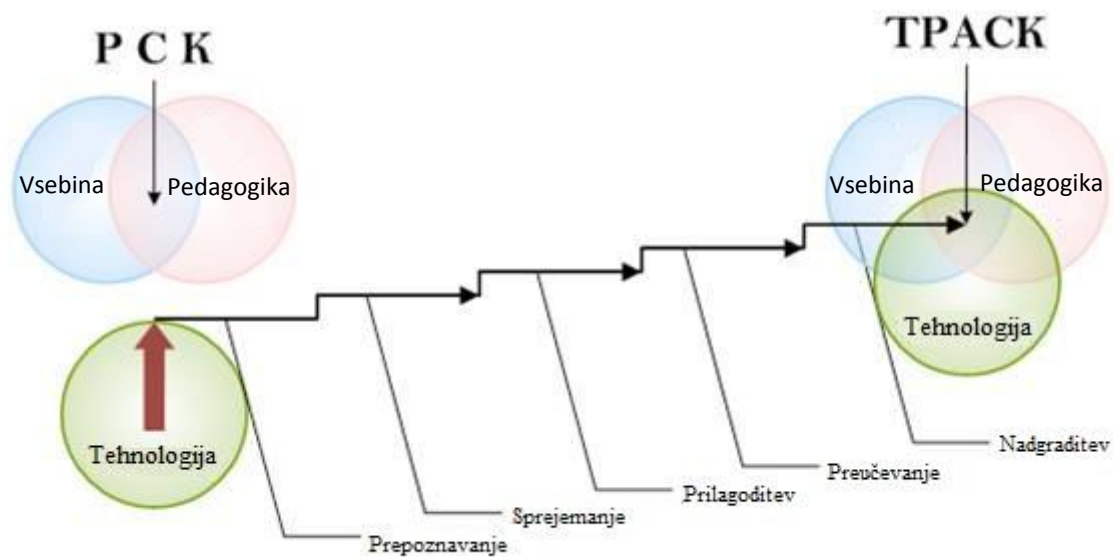 P C K
TPACK
Vsebina
Pedagogika
Vsebina
Pedagogika
Tehnologija
Tehnologija
Nadgraditev
Preučevanje
Prilagoditev
Sprejemanje
Prepoznavanje